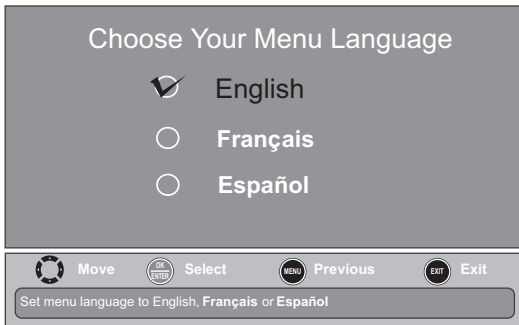 Choose Your Menu Language
English
Français
Español
Move OK ENTER Select MENU Previous EXIT Exit
Set menu language to English, Français or Español